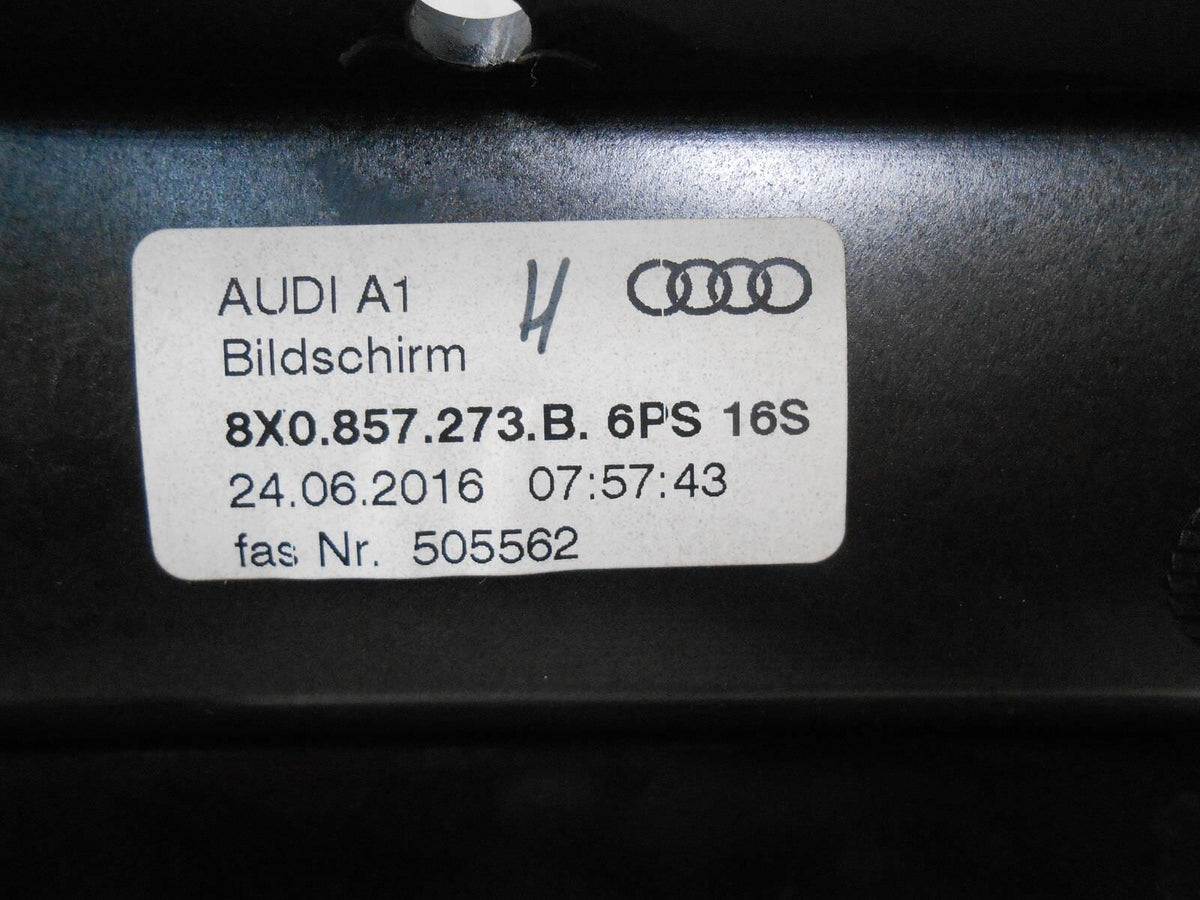 AUDI A1 H
Bildschirm
8X0.857.273.B. 6PS 16S
24.06.2016 07:57:43
fas Nr. 505562